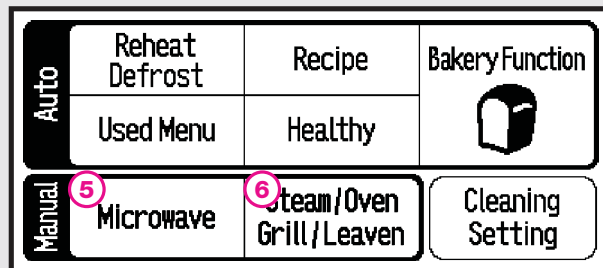 Auto
Reheat
Defrost
Recipe
Bakery Function
Used Menu
Healthy
Manual
5
Microwave
6
Steam/Oven
Grill/Leaven
Cleaning
Setting